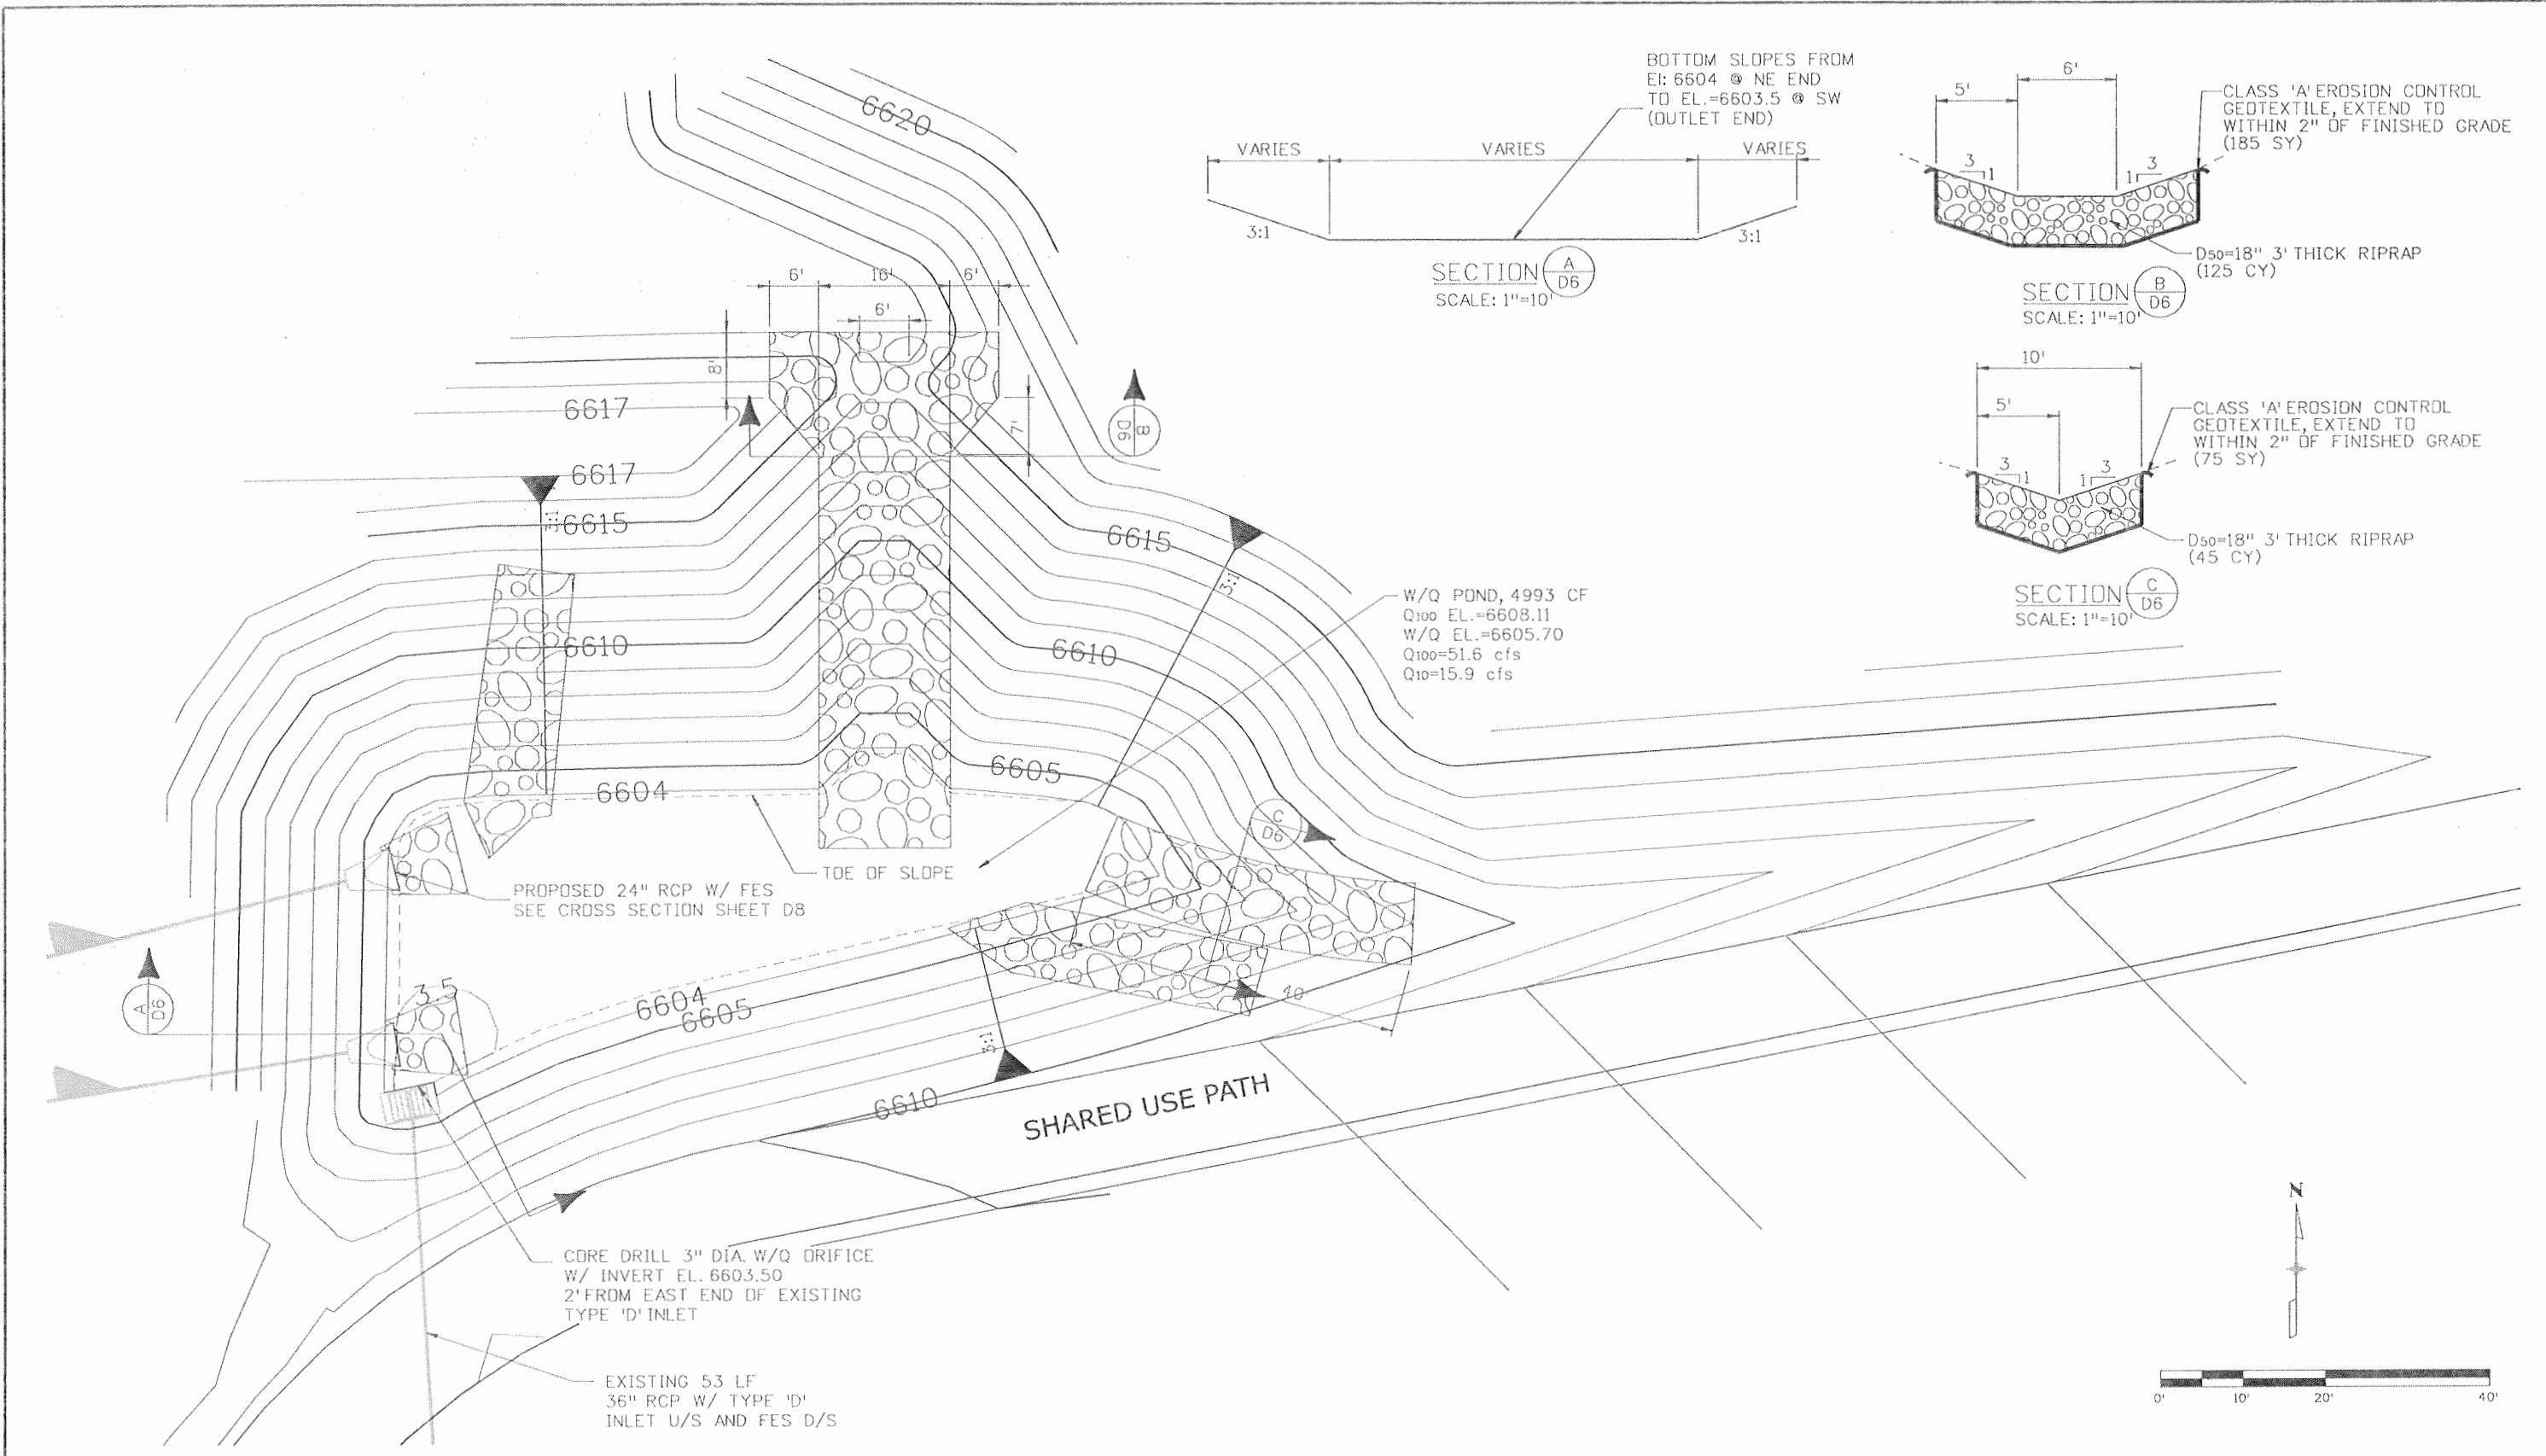 6620
BOTTOM SLOPES FROM
El: 6604 @ NE END
TO EL.=6603.5 @ SW
(OUTLET END)
VARIES
VARIES
VARIES
3:1
3:1
SECTION A
D6
SCALE: 1"=10'
5'
6'
CLASS 'A' EROSION CONTROL
GEOTEXTILE, EXTEND TO
WITHIN 2" OF FINISHED GRADE
(185 SY)
3
1
3
1
D50=18" 3' THICK RIPRAP
(125 CY)
SECTION B
D6
SCALE: 1"=10'
10'
5'
CLASS 'A' EROSION CONTROL
GEOTEXTILE, EXTEND TO
WITHIN 2" OF FINISHED GRADE
(75 SY)
3
1
3
1
D50=18" 3' THICK RIPRAP
(45 CY)
SECTION C
D6
SCALE: 1"=10'
6'
16'
6'
6'
8'
7'
B
D6
6617
6617
3:1
6615
6615
3:1
6610
6610
W/Q POND, 4993 CF
Q100 EL.=6608.11
W/Q EL.=6605.70
Q100=51.6 cfs
Q10=15.9 cfs
6605
6604
C
D6
TOE OF SLOPE
PROPOSED 24" RCP W/ FES
SEE CROSS SECTION SHEET D8
A
D6
3.5
6604
6605
3:1
10
6610
SHARED USE PATH
CORE DRILL 3" DIA. W/Q ORIFICE
W/ INVERT EL. 6603.50
2' FROM EAST END OF EXISTING
TYPE 'D' INLET
EXISTING 53 LF
36" RCP W/ TYPE 'D'
INLET U/S AND FES D/S
N
0'
10'
20'
40'